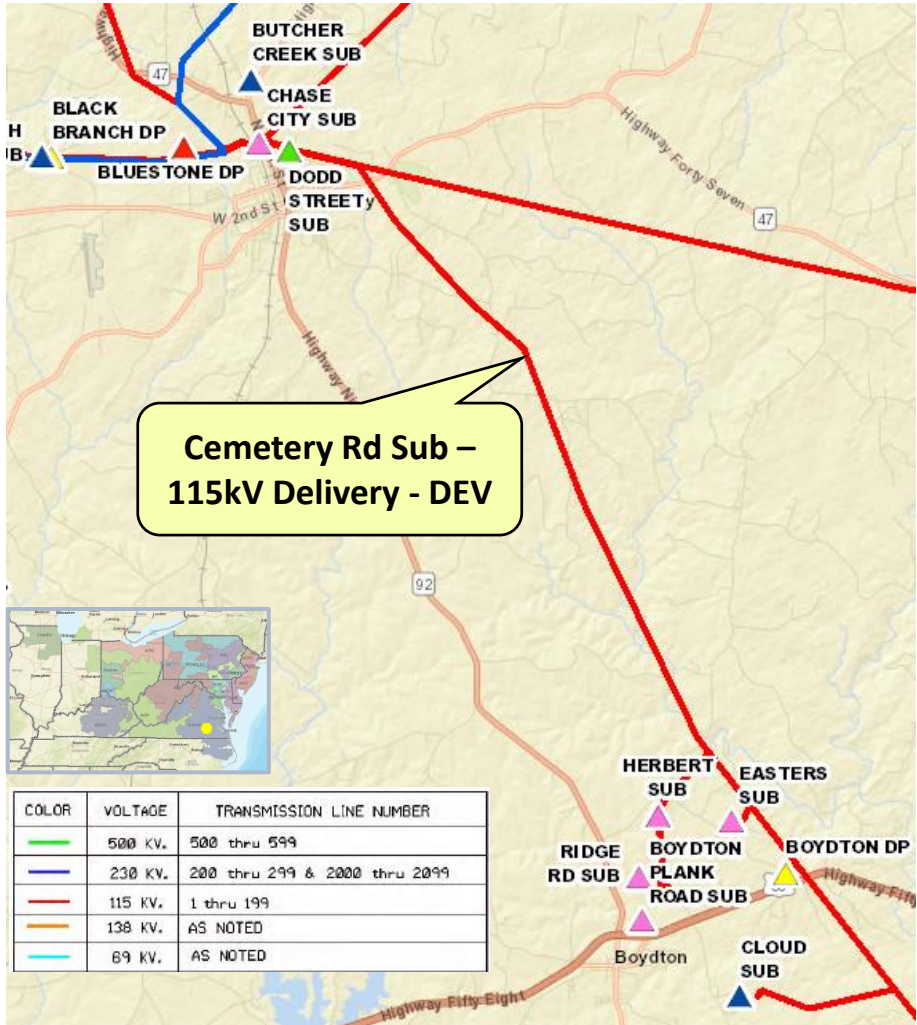 BUTCHER
CREEK SUB
47
BLACK
BRANCH DP
CHASE
CITY SUB
H
UB
BLUESTONE DP
DODD
STREETy
SUB
W 2nd St
Highway Forty Seven
47
Cemetery Rd Sub –
115kV Delivery - DEV
92
HERBERT
SUB
EASTERS
SUB
RIDGE
RD SUB
BOYDTON
PLANK
ROAD SUB
BOYDTON DP
Highway Fifty
Boydton
CLOUD
SUB
Highway Fifty Eight
COLOR VOLTAGE TRANSMISSION LINE NUMBER
500 KV. 500 thru 599
230 KV. 200 thru 299 & 2000 thru 2099
115 KV. 1 thru 199
138 KV. AS NOTED
69 KV. AS NOTED